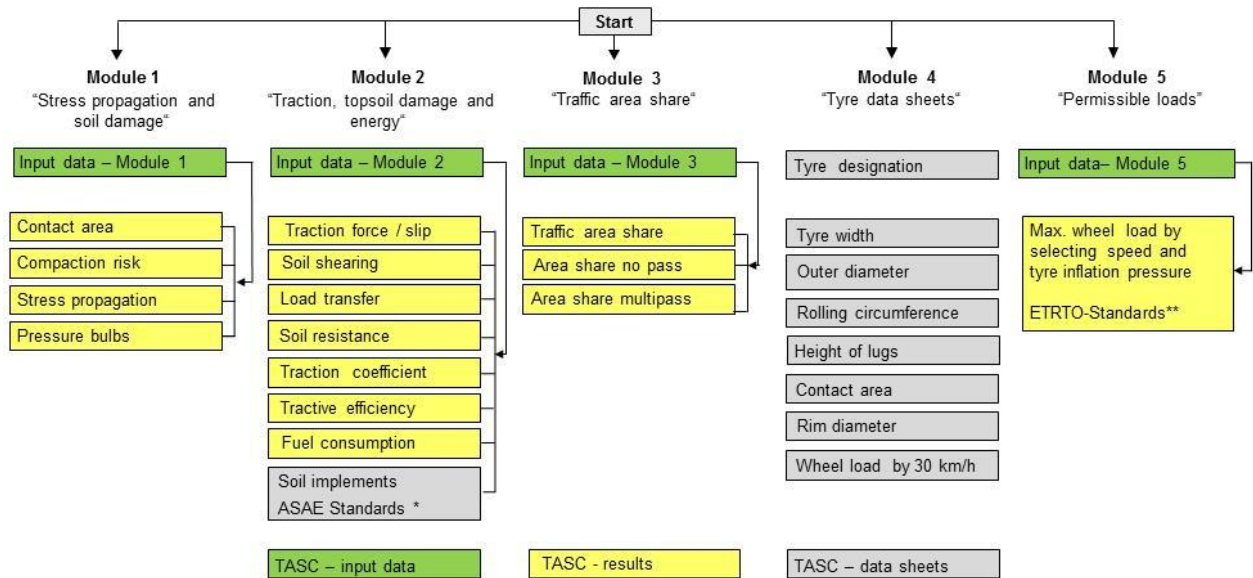 Start
Module 1
“Stress propagation and
soil damage“
Input data – Module 1
Contact area
Compaction risk
Stress propagation
Pressure bulbs
Module 2
“Traction, topsoil damage and
energy“
Input data – Module 2
Traction force / slip
Soil shearing
Load transfer
Soil resistance
Traction coefficient
Tractive efficiency
Fuel consumption
Soil implements
ASAE Standards *
Module 3
“Traffic area share“
Input data – Module 3
Traffic area share
Area share no pass
Area share multipass
Module 4
“Tyre data sheets“
Tyre designation
Tyre width
Outer diameter
Rolling circumference
Height of lugs
Contact area
Rim diameter
Wheel load by 30 km/h
Module 5
“Permissible loads“
Input data– Module 5
Max. wheel load by
selecting speed and
tyre inflation pressure
ETRTO-Standards**
TASC – input data
TASC - results
TASC – data sheets